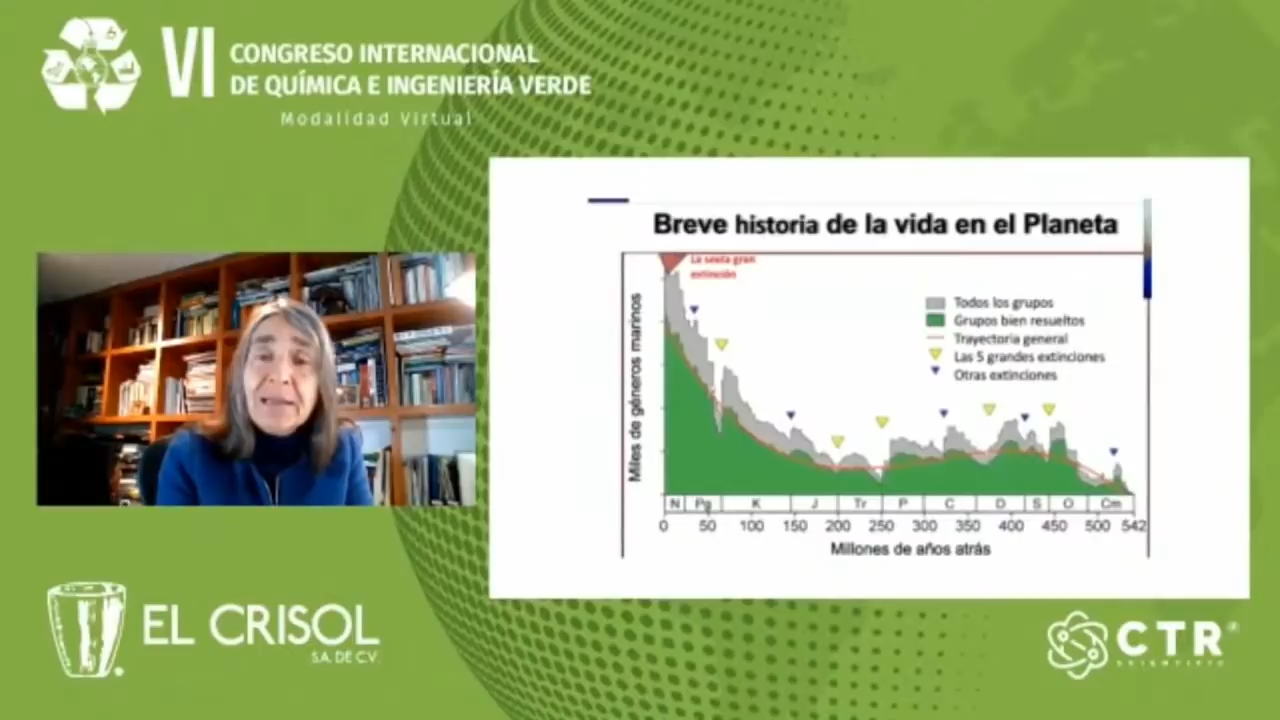 VI
CONGRESO INTERNACIONAL
DE QUÍMICA E INGENIERÍA VERDE
Modalidad Virtual
Breve historia de la vida en el Planeta
La sexta gran
extinción
Miles de géneros marinos
Todos los grupos
Grupos bien resueltos
Trayectoria general
Las 5 grandes extinciones
Otras extinciones
N Pg K J Tr P C D S O Cm
0 50 100 150 200 250 300 350 400 450 500 542
Millones de años atrás
EL CRISOL
S.A. DE C.V.
CTR
SCIENTIFIC